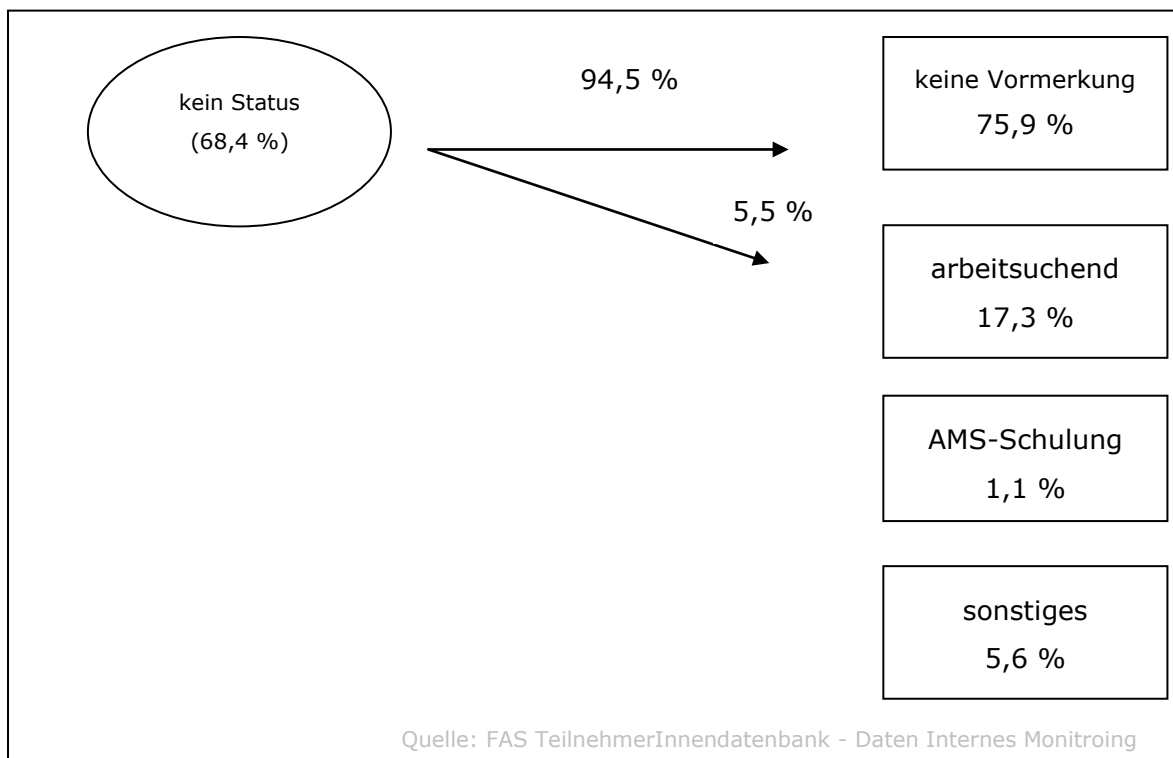 kein Status
(68,4 %)
94,5 %
5,5 %
keine Vormerkung
75,9 %
arbeitsuchend
17,3 %
AMS-Schulung
1,1 %
sonstiges
5,6 %
Quelle: FAS TeilnehmerInnendatenbank - Daten Internes Monitroing